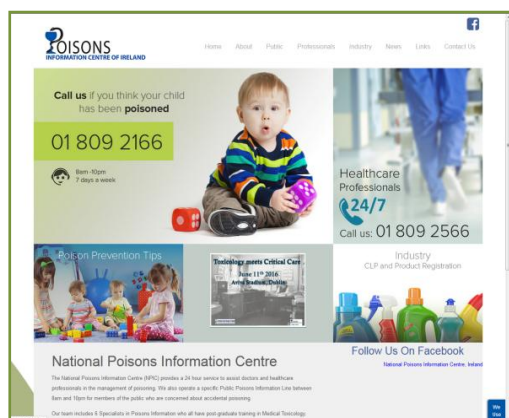 POISONS
INFORMATION CENTRE OF IRELAND
Home About Public Professionals Industry News Links Contact Us
Call us if you think your child
has been poisoned
01 809 2166
8am -10pm
7 days a week
Healthcare
Professionals
24/7
Call us: 01 809 2566
Poison Prevention Tips
Toxicology meets Critical Care
June 11th 2016
Aviva Stadium, Dublin
Industry
CLP and Product Registration
National Poisons Information Centre
The National Poisons Information Centre (NPIC) provides a 24 hour service to assist doctors and healthcare
professionals in the management of poisoning. We also operate a specific Public Poisons Information Line between
8am and 10pm for members of the public who are concerned about accidental poisoning.
Our team includes 6 Specialists in Poisons Information who all have post-graduate training in Medical Toxicology.
Follow Us On Facebook
National Poisons Information Centre, Ireland
We